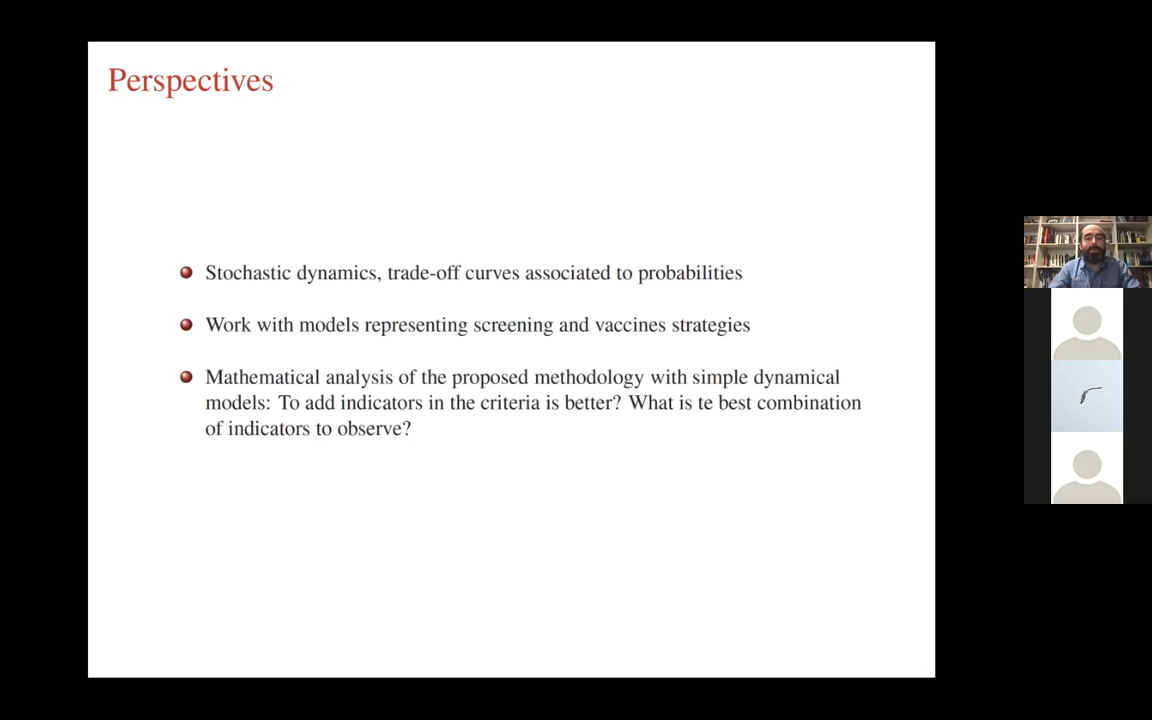 Perspectives
Stochastic dynamics, trade-off curves associated to probabilities
Work with models representing screening and vaccines strategies
Mathematical analysis of the proposed methodology with simple dynamical
models: To add indicators in the criteria is better? What is te best combination
of indicators to observe?